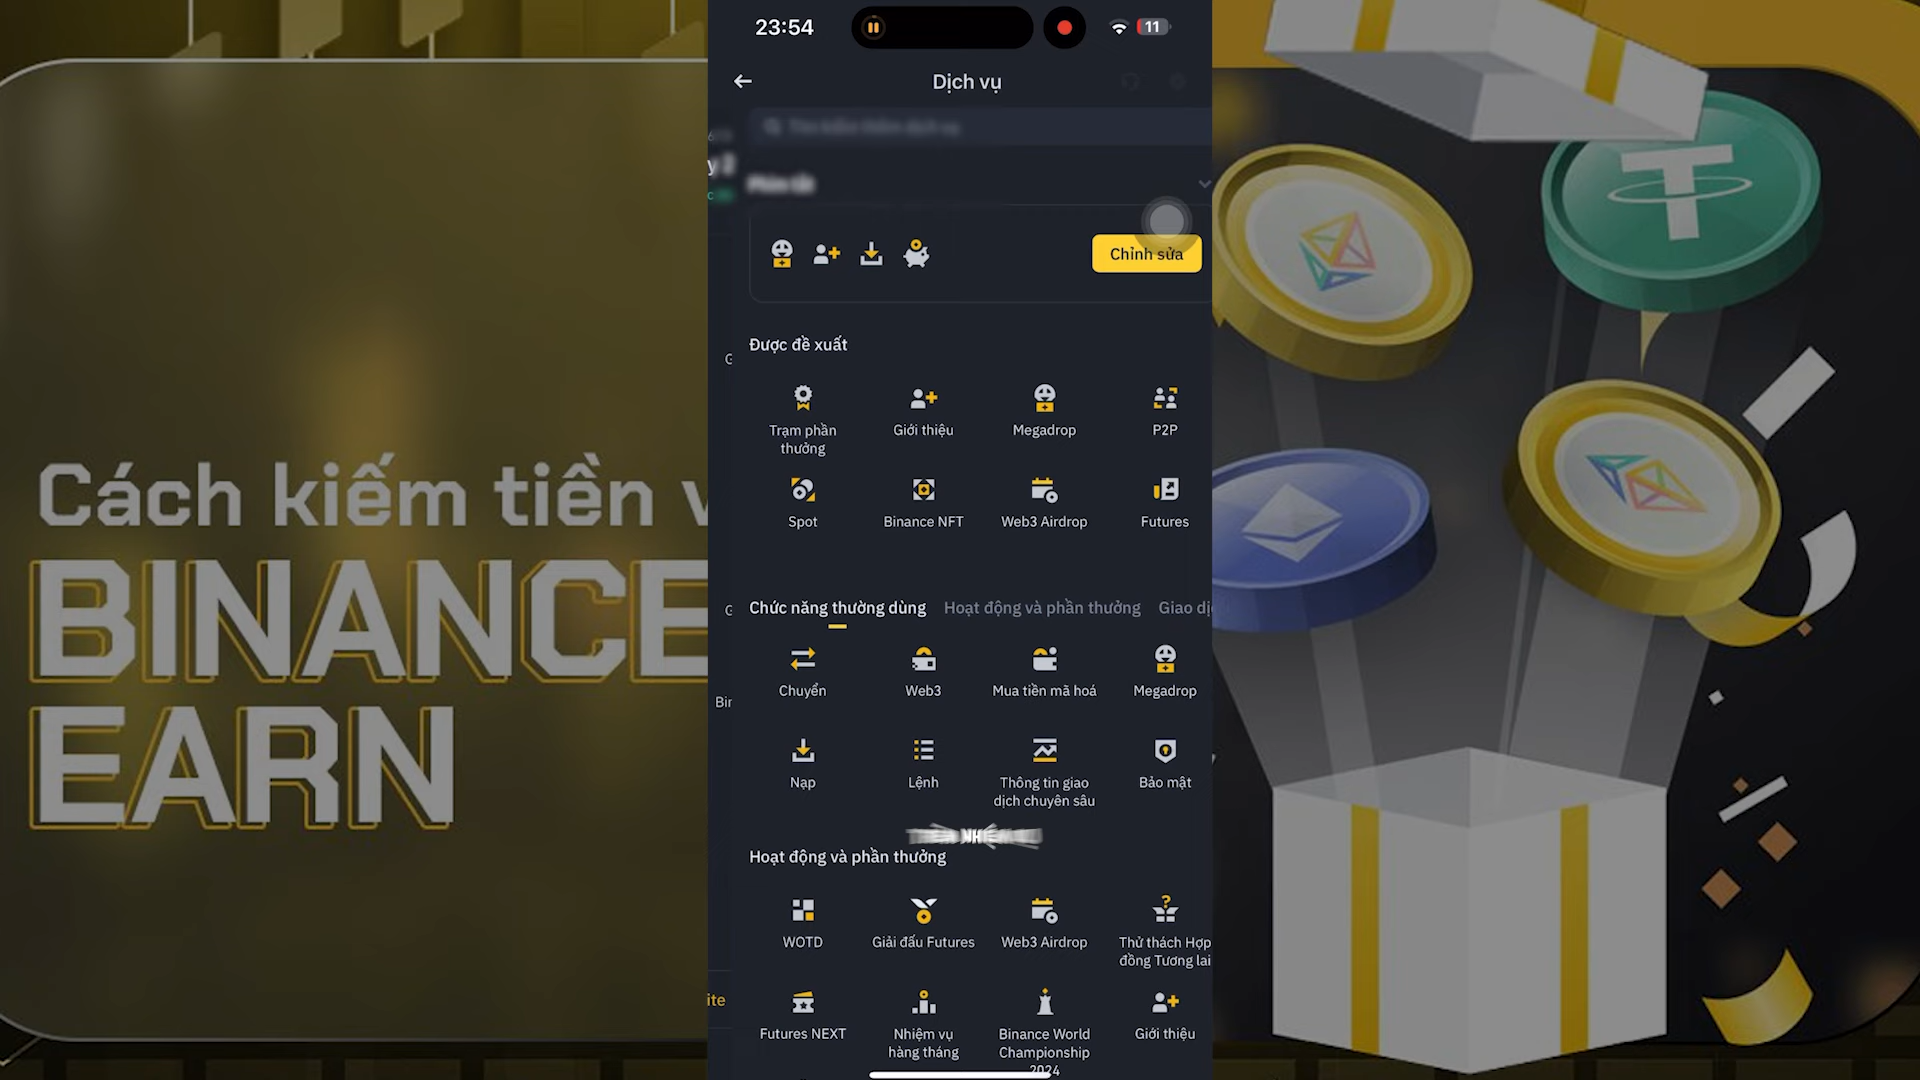 23:54
11
Dịch vụ
Chỉnh sửa
Được đề xuất
Trạm phần thưởng
Giới thiệu
Megadrop
P2P
Spot
Binance NFT
Web3 Airdrop
Futures
Chức năng thường dùng
Hoạt động và phần thưởng
Giao dị
Chuyển
Web3
Mua tiền mã hoá
Megadrop
Nạp
Lệnh
Thông tin giao dịch chuyên sâu
Bảo mật
Hoạt động và phần thưởng
WOTD
Giải đấu Futures
Web3 Airdrop
Thử thách Hợp đồng Tương lai
Futures NEXT
Nhiệm vụ hàng tháng
Binance World Championship 2024
Giới thiệu
ite
Bin
Cách kiếm tiền v
BINANCE
EARN